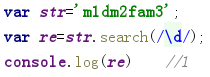 var str='m1dm2fam3';
var re=str.search(/\d/);
console.log(re)    //1